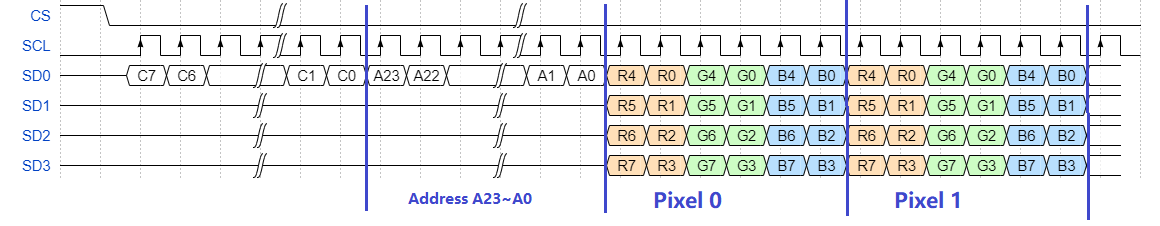 CS
SCL
SD0 C7 C6 C1 C0 A23 A22 A1 A0 R4 R0 G4 G0 B4 B0 R4 R0 G4 G0 B4 B0
SD1 R5 R1 G5 G1 B5 B1 R5 R1 G5 G1 B5 B1
SD2 R6 R2 G6 G2 B6 B2 R6 R2 G6 G2 B6 B2
SD3 R7 R3 G7 G3 B7 B3 R7 R3 G7 G3 B7 B3
Address A23~A0 Pixel 0 Pixel 1